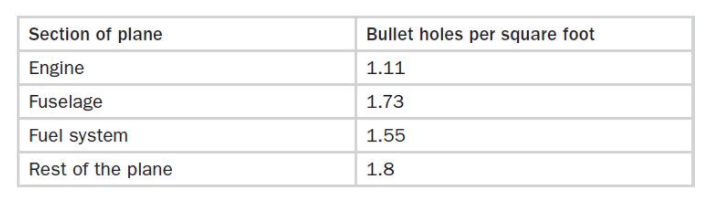 Section of plane Bullet holes per square foot
Engine 1.11
Fuselage 1.73
Fuel system 1.55
Rest of the plane 1.8